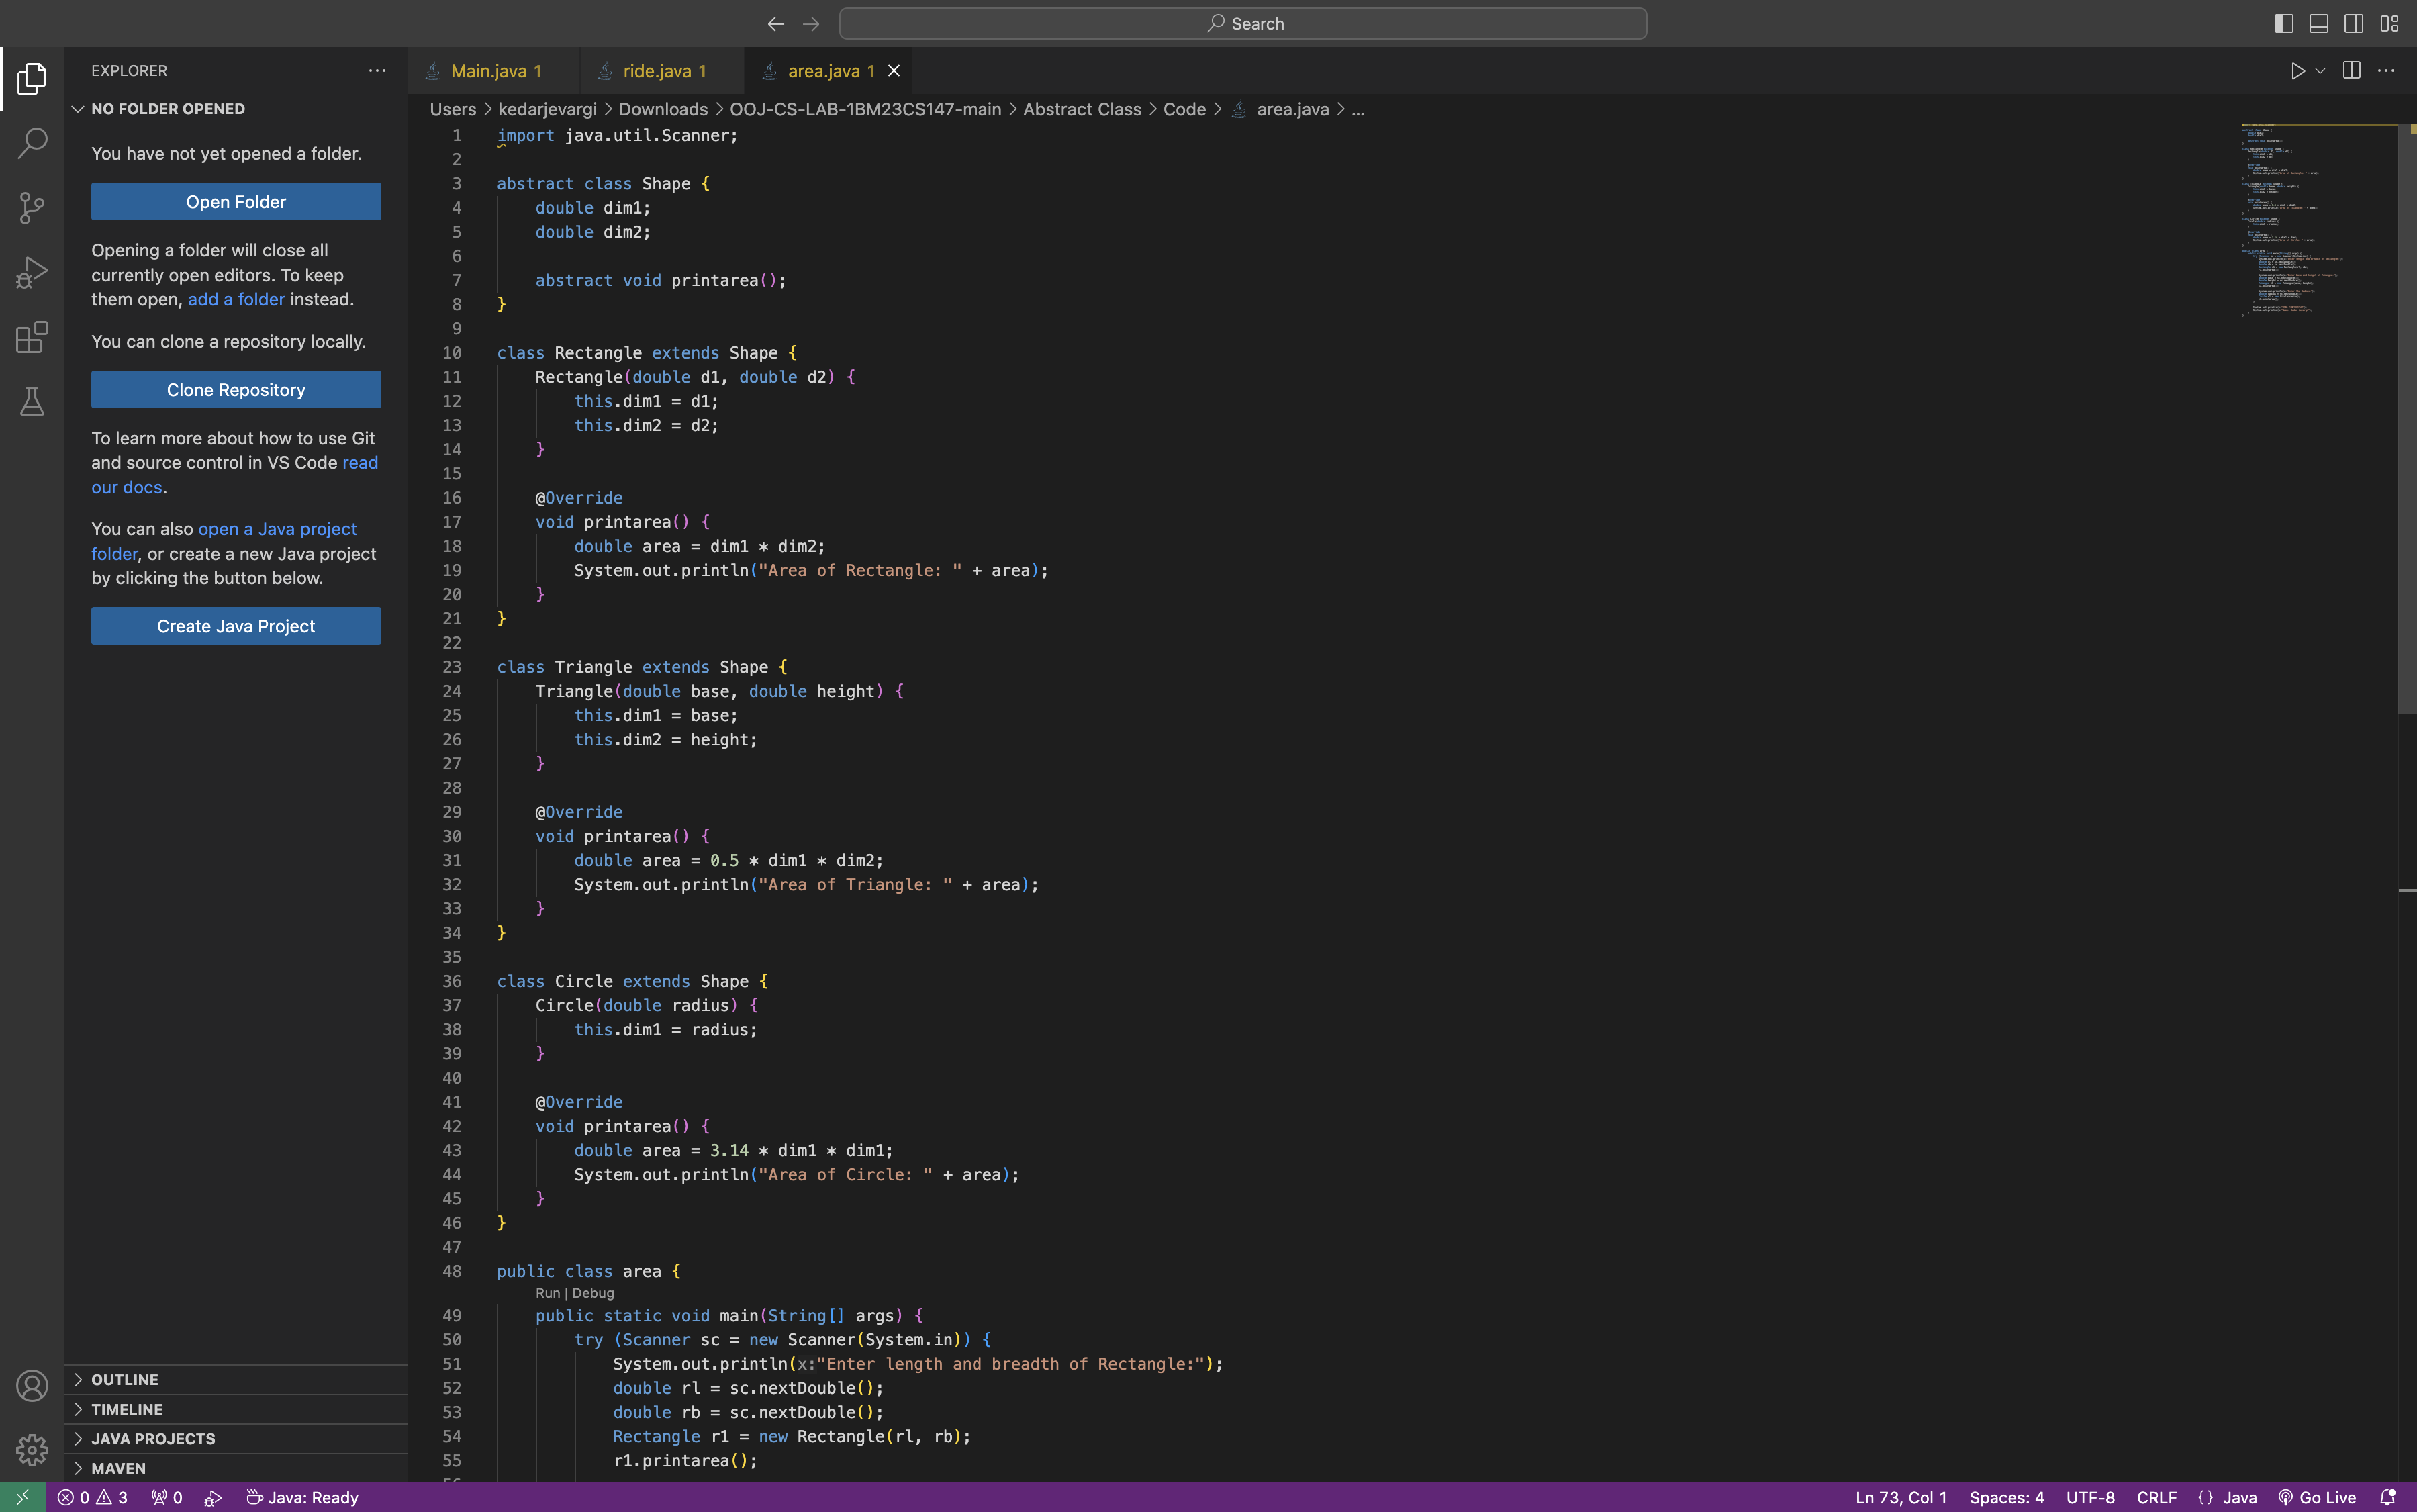 Search
EXPLORER
NO FOLDER OPENED
You have not yet opened a folder.
Open Folder
Opening a folder will close all
currently open editors. To keep
them open, add a folder instead.
You can clone a repository locally.
Clone Repository
To learn more about how to use Git
and source control in VS Code read
our docs.
You can also open a Java project
folder, or create a new Java project
by clicking the button below.
Create Java Project
OUTLINE
TIMELINE
JAVA PROJECTS
MAVEN
Main.java 1
ride.java 1
area.java 1
Users > kedarjevargi > Downloads > OOJ-CS-LAB-1BM23CS147-main > Abstract Class > Code > area.java > ...
1 import java.util.Scanner;
2
3 abstract class Shape {
4 double dim1;
5 double dim2;
6
7 abstract void printarea();
8 }
9
10 class Rectangle extends Shape {
11 Rectangle(double d1, double d2) {
12 this.dim1 = d1;
13 this.dim2 = d2;
14 }
15
16 @Override
17 void printarea() {
18 double area = dim1 * dim2;
19 System.out.println("Area of Rectangle: " + area);
20 }
21 }
22
23 class Triangle extends Shape {
24 Triangle(double base, double height) {
25 this.dim1 = base;
26 this.dim2 = height;
27 }
28
29 @Override
30 void printarea() {
31 double area = 0.5 * dim1 * dim2;
32 System.out.println("Area of Triangle: " + area);
33 }
34 }
35
36 class Circle extends Shape {
37 Circle(double radius) {
38 this.dim1 = radius;
39 }
40
41 @Override
42 void printarea() {
43 double area = 3.14 * dim1 * dim1;
44 System.out.println("Area of Circle: " + area);
45 }
46 }
47
48 public class area {
Run | Debug
49 public static void main(String[] args) {
50 try (Scanner sc = new Scanner(System.in)) {
51 System.out.println(x:"Enter length and breadth of Rectangle:");
52 double rl = sc.nextDouble();
53 double rb = sc.nextDouble();
54 Rectangle r1 = new Rectangle(rl, rb);
55 r1.printarea();
0 3 0 Java: Ready
Ln 73, Col 1 Spaces: 4 UTF-8 CRLF {} Java Go Live